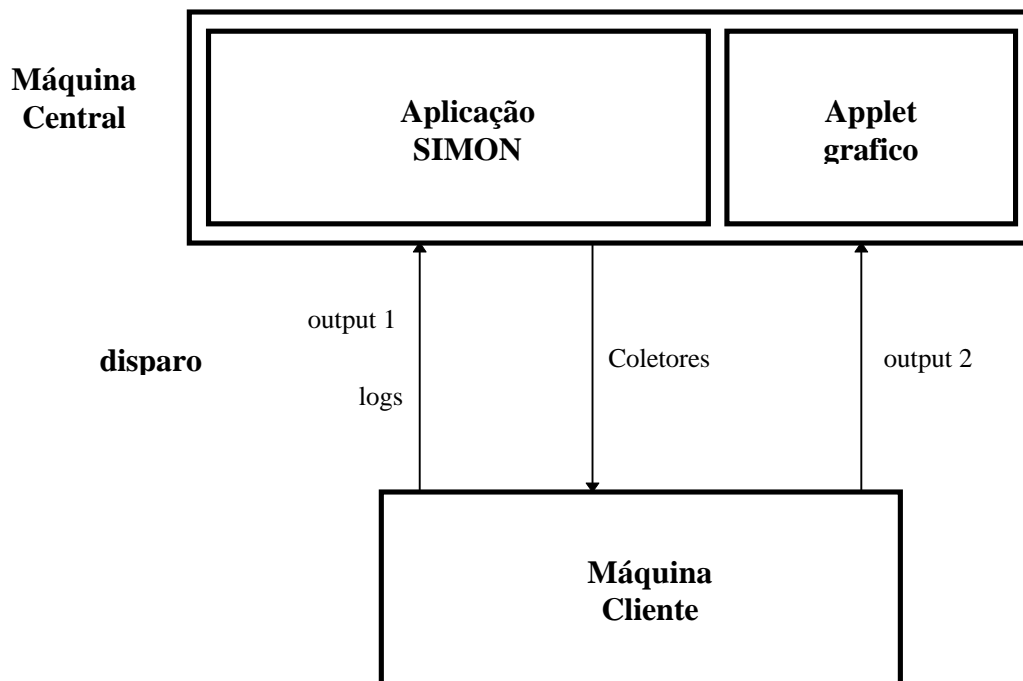 Máquina
Central
Aplicação
SIMON
Applet
grafico
output 1
disparo
Coletores
output 2
logs
Máquina
Cliente